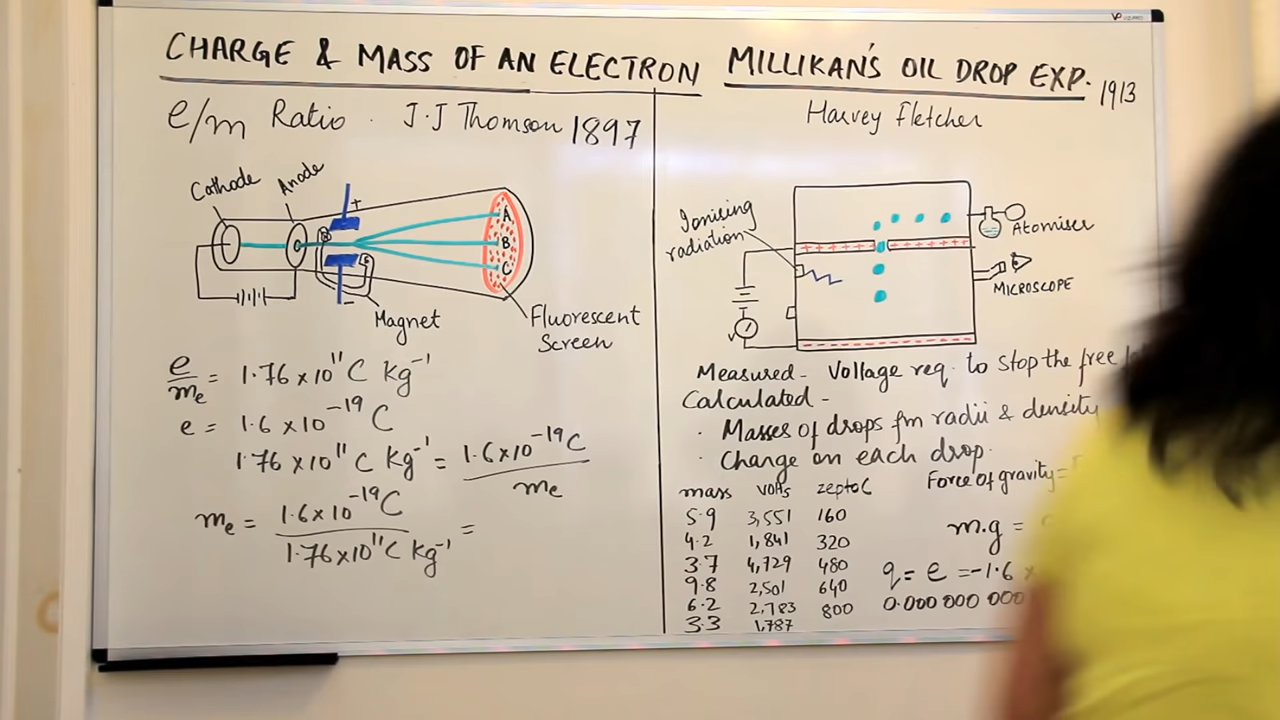 CHARGE & MASS OF AN ELECTRON
e/m Ratio . J.J Thomson 1897
Cathode
Anode
+
A
B
C
-
Magnet
Fluorescent
Screen
e/me = 1.76 × 10¹¹ C Kg⁻¹
e = 1.6 × 10⁻¹⁹ C
1.76 × 10¹¹ C Kg⁻¹ = 1.6 × 10⁻¹⁹ C / me
me = 1.6 × 10⁻¹⁹ C / 1.76 × 10¹¹ C Kg⁻¹ =
MILLIKAN'S OIL DROP EXP. 1913
Harvey Fletcher
Ionising
radiation
Atomiser
MICROSCOPE
V
Measured - Voltage req. to stop the free
Calculated -
· Masses of drops fm radii & density
· Change on each drop.
Force of gravity =
m.g =
q = e = -1.6 ×
0.000 000 000
mass volts zeptoC
5.9 3,551 160
4.2 1,841 320
3.7 4,729 480
9.8 2,501 640
6.2 2,783 800
3.3 1,787